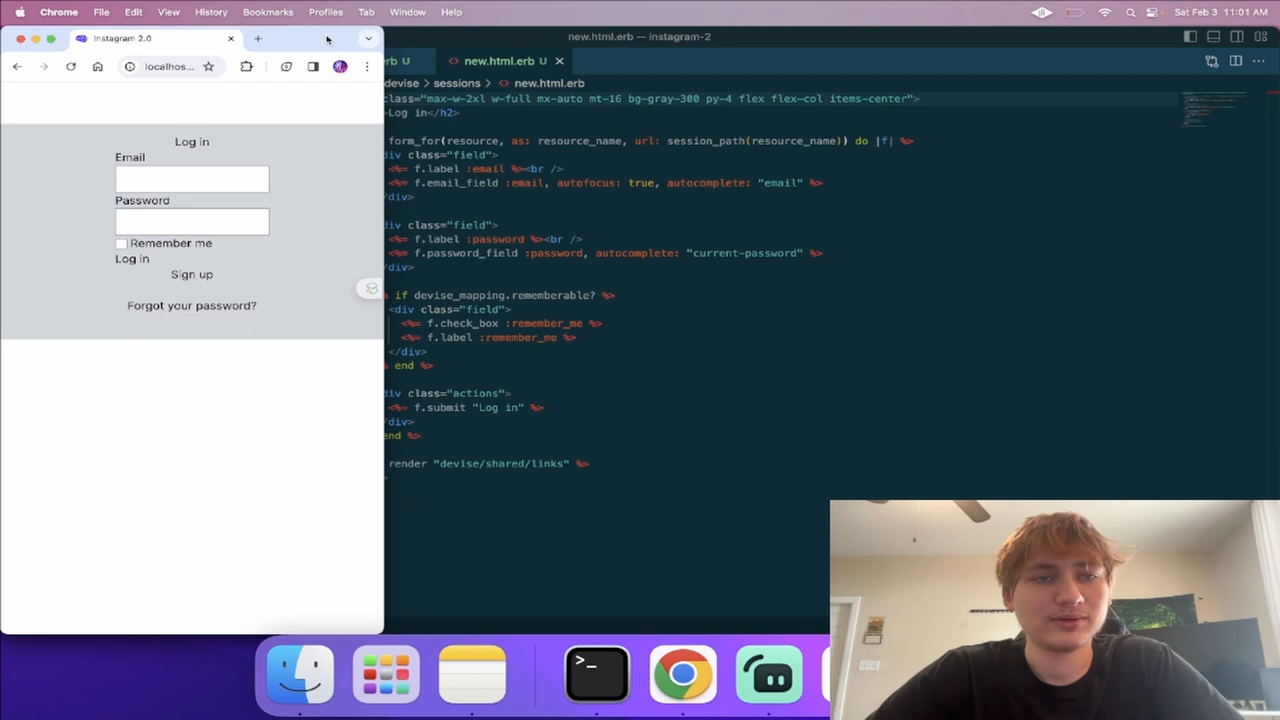 Chrome File Edit View History Bookmarks Profiles Tab Window Help
Sat Feb 3 11:01 AM
Instagram 2.0
localhos...
Log in
Email
Password
Remember me
Log in
Sign up
Forgot your password?
new.html.erb — instagram-2
rb U
new.html.erb U
devise > sessions > <> new.html.erb
class="max-w-2xl w-full mx-auto mt-16 bg-gray-300 py-4 flex flex-col items-center">
>Log in</h2>
form_for(resource, as: resource_name, url: session_path(resource_name)) do |f| %>
div class="field">
<%= f.label :email %><br />
<%= f.email_field :email, autofocus: true, autocomplete: "email" %>
/div>
div class="field">
<%= f.label :password %><br />
<%= f.password_field :password, autocomplete: "current-password" %>
/div>
if devise_mapping.rememberable? %>
<div class="field">
<%= f.check_box :remember_me %>
<%= f.label :remember_me %>
</div>
end %>
div class="actions">
<%= f.submit "Log in" %>
/div>
end %>
render "devise/shared/links" %>
>
>_